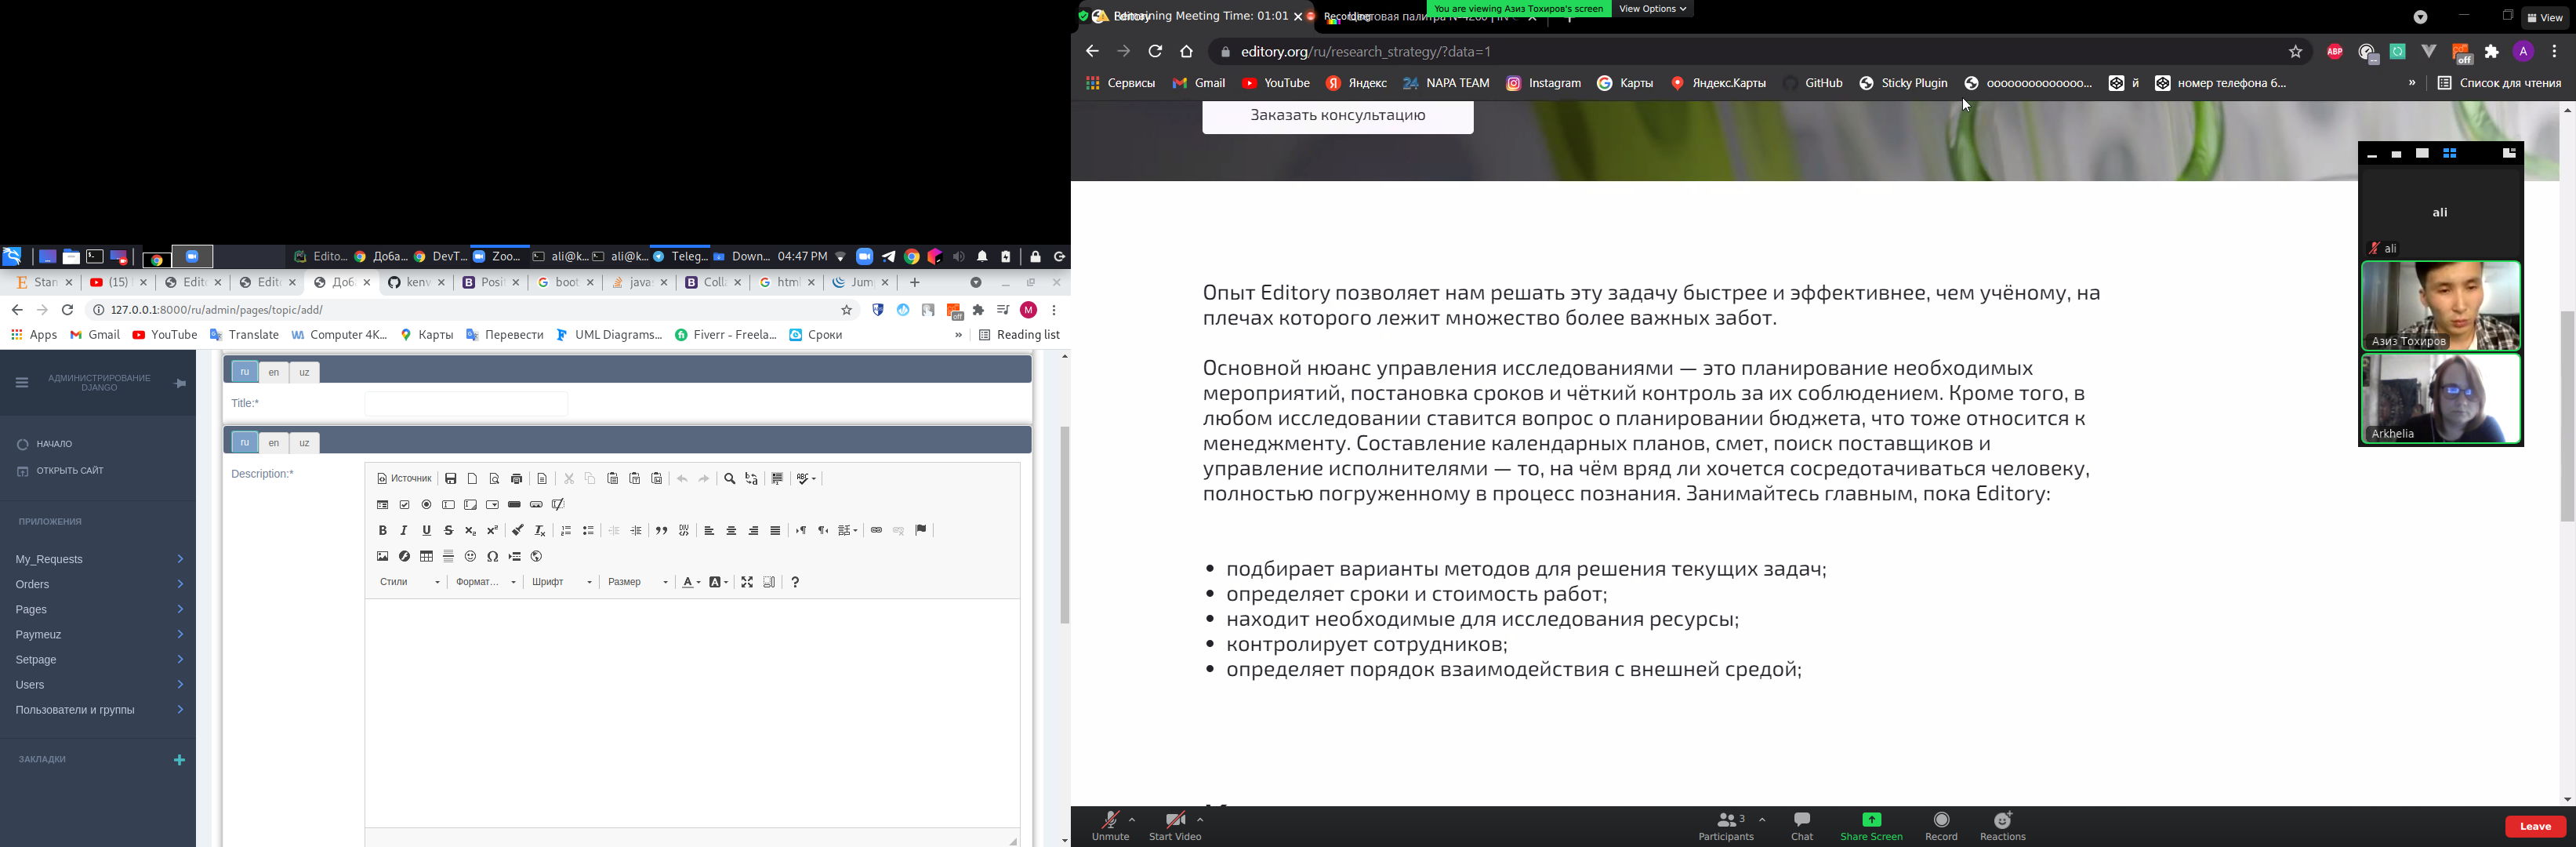 Edito...
Доба...
DevT...
Zoo...
ali@k...
ali@k...
Teleg...
Down...
04:47 PM
Stan
(15)
Edit
Edit
Доба
kenw
Posit
boot
java
Coll
html
Jum
127.0.0.1:8000/ru/admin/pages/topic/add/
Apps
Gmail
YouTube
Translate
Computer 4K...
Карты
Перевести
UML Diagrams...
Fiverr - Freela...
Сроки
»
Reading list
АДМИНИСТРИРОВАНИЕ
DJANGO
НАЧАЛО
ОТКРЫТЬ САЙТ
ПРИЛОЖЕНИЯ
My_Requests
Orders
Pages
Paymeuz
Setpage
Users
Пользователи и группы
ЗАКЛАДКИ
ru en uz
Title:*
ru en uz
Description:*
Источник
Стили
Формат...
Шрифт
Размер
Remaining Meeting Time: 01:01
Recording
You are viewing Азиз Тохиров's screen
View Options
View
editory.org/ru/research_strategy/?data=1
ABP
off
A
Сервисы
Gmail
YouTube
Яндекс
NAPA TEAM
Instagram
Карты
Яндекс.Карты
GitHub
Sticky Plugin
oooooooooooooo...
й
номер телефона б...
»
Список для чтения
Заказать консультацию
Опыт Editory позволяет нам решать эту задачу быстрее и эффективнее, чем учёному, на
плечах которого лежит множество более важных забот.
Основной нюанс управления исследованиями — это планирование необходимых
мероприятий, постановка сроков и чёткий контроль за их соблюдением. Кроме того, в
любом исследовании ставится вопрос о планировании бюджета, что тоже относится к
менеджменту. Составление календарных планов, смет, поиск поставщиков и
управление исполнителями — то, на чём вряд ли хочется сосредотачиваться человеку,
полностью погруженному в процесс познания. Занимайтесь главным, пока Editory:
• подбирает варианты методов для решения текущих задач;
• определяет сроки и стоимость работ;
• находит необходимые для исследования ресурсы;
• контролирует сотрудников;
• определяет порядок взаимодействия с внешней средой;
ali
ali
Азиз Тохиров
Arkhelia
Unmute
Start Video
Participants
3
Chat
Share Screen
Record
Reactions
Leave